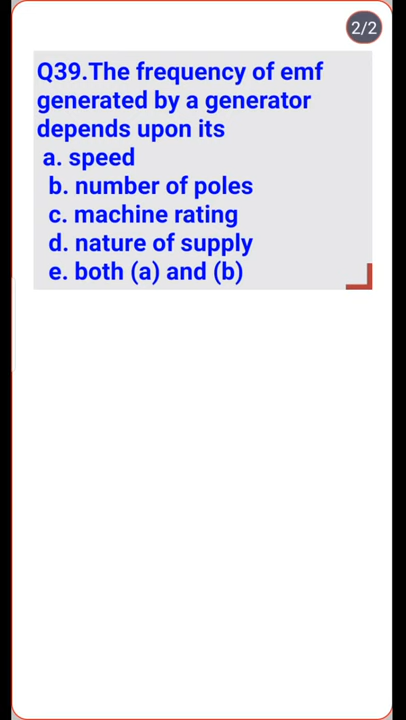 2/2
Q39.The frequency of emf
generated by a generator
depends upon its
a. speed
b. number of poles
c. machine rating
d. nature of supply
e. both (a) and (b)